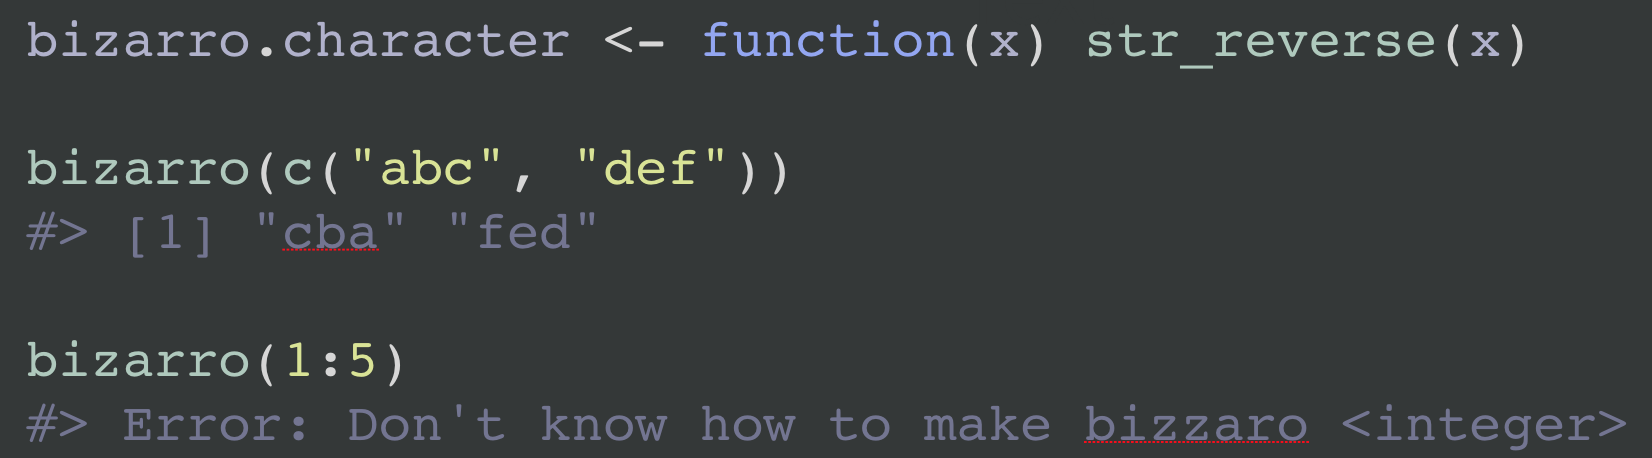 bizarro.character <- function(x) str_reverse(x)
bizarro(c("abc", "def"))
#> [1] "cba" "fed"
bizarro(1:5)
#> Error: Don't know how to make bizzaro <integer>